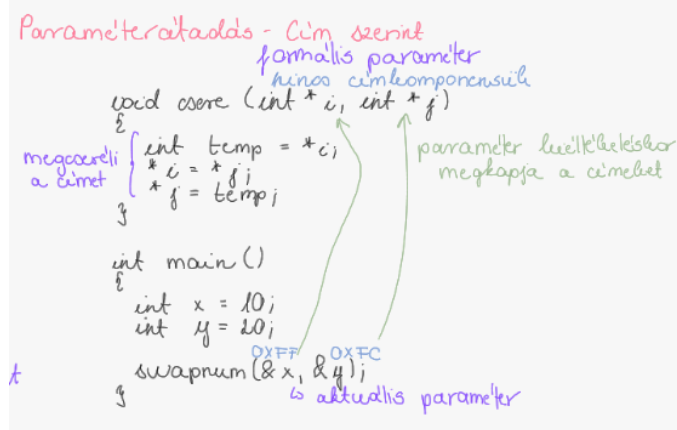 Paraméterátadás - Cím szerint
formális paraméter
nincs címkomponensük
void csere (int * i, int * j)
{
int temp = *i;
* i = * j;
* j = temp;
}
megcseréli
a címet
paraméter kiértékeléskor
megkapja a címeket
int main ()
{
int x = 10;
int y = 20;
0XFF 0XFC
swapnum (& x, & y);
↳ aktuális paraméter
}
t